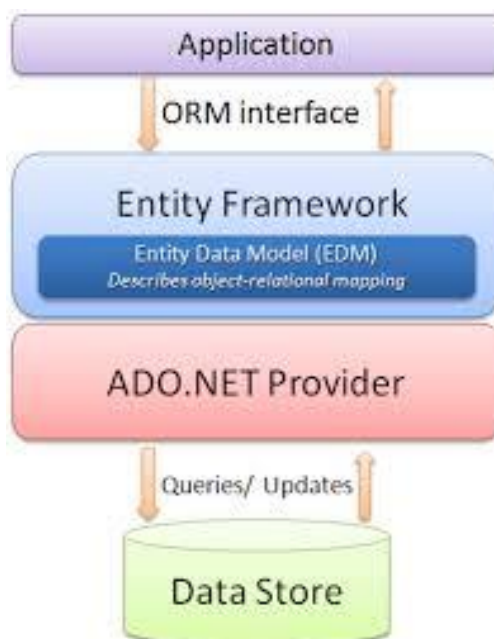 Application
ORM interface
Entity Framework
Entity Data Model (EDM)
Describes object-relational mapping
ADO.NET Provider
Queries/ Updates
Data Store